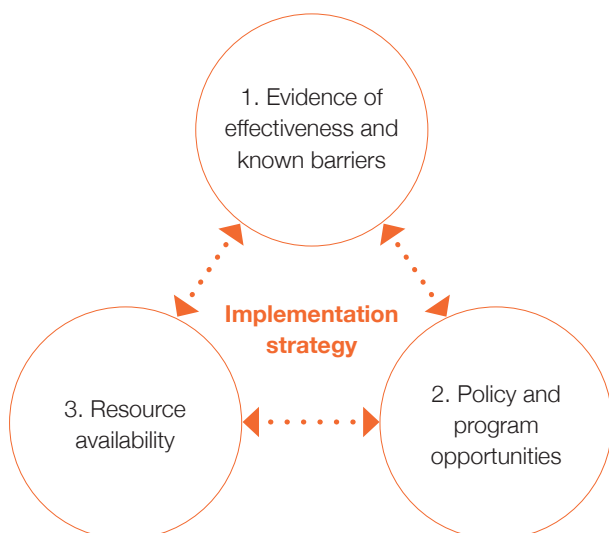 1. Evidence of
effectiveness and
known barriers
Implementation
strategy
3. Resource
availability
2. Policy and
program
opportunities